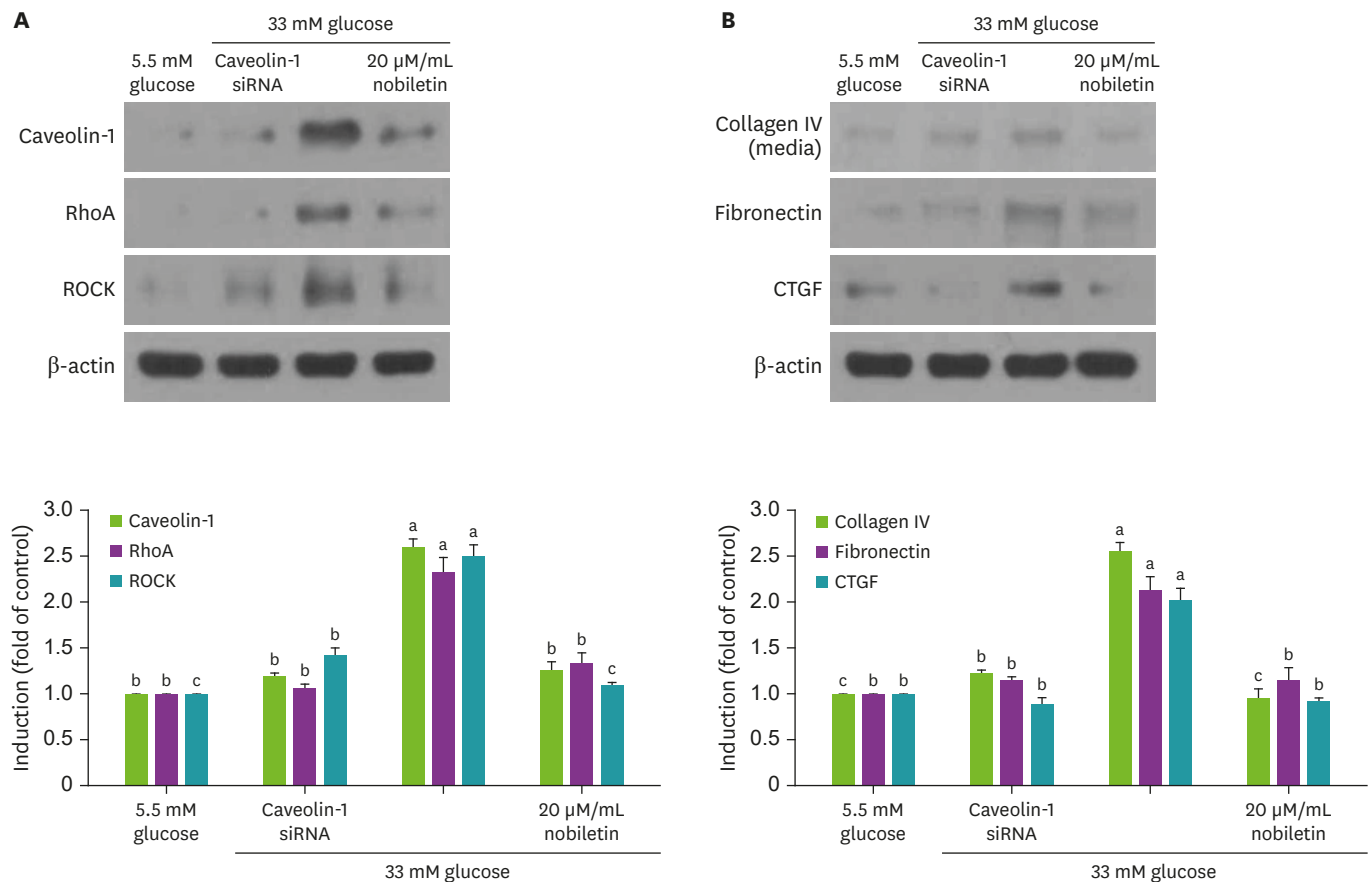 A
33 mM glucose
5.5 mM glucose
Caveolin-1 siRNA
20 μM/mL nobiletin
Caveolin-1
RhoA
ROCK
β-actin
Induction (fold of control)
3.0
2.5
2.0
1.5
1.0
0.5
0
Caveolin-1
RhoA
ROCK
b b c
b b b
a a a
b b c
5.5 mM glucose
Caveolin-1 siRNA
20 μM/mL nobiletin
33 mM glucose
B
33 mM glucose
5.5 mM glucose
Caveolin-1 siRNA
20 μM/mL nobiletin
Collagen IV (media)
Fibronectin
CTGF
β-actin
Induction (fold of control)
3.0
2.5
2.0
1.5
1.0
0.5
0
Collagen IV
Fibronectin
CTGF
c b b
b b b
a a a
c b b
5.5 mM glucose
Caveolin-1 siRNA
20 μM/mL nobiletin
33 mM glucose